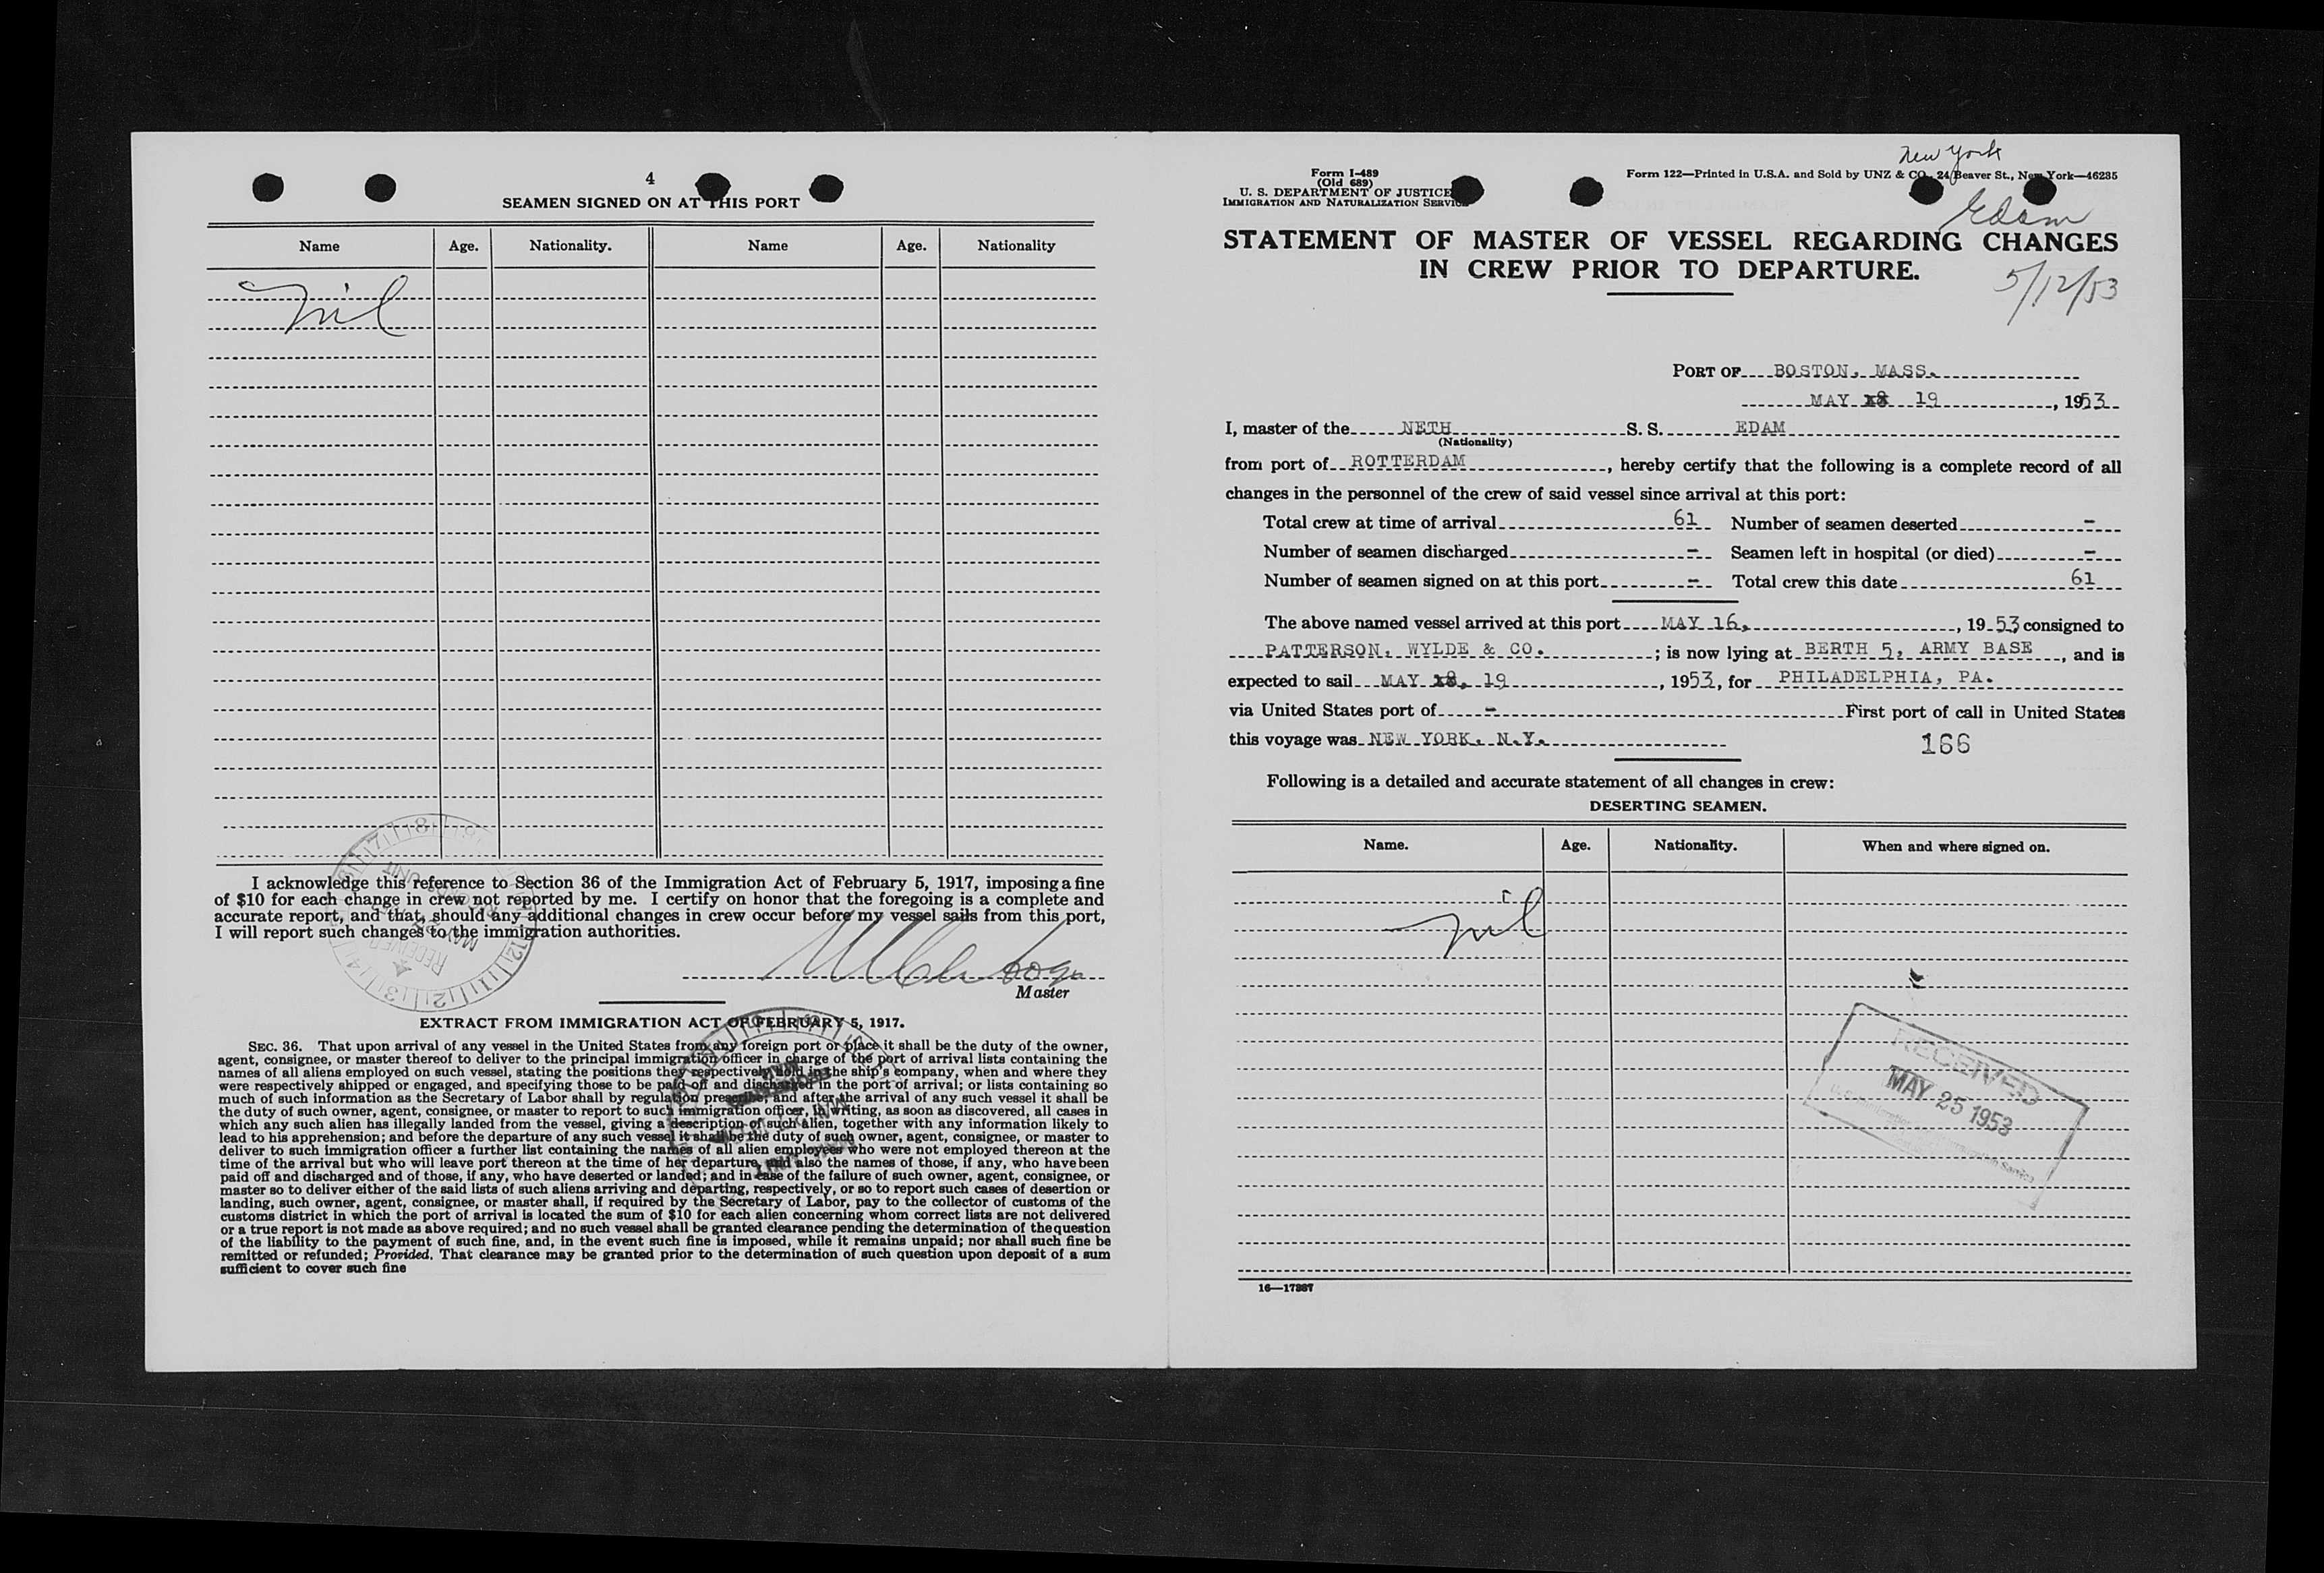 4
SEAMEN SIGNED ON AT THIS PORT
Name Age. Nationality. Name Age. Nationality
Nil
I acknowledge this reference to Section 36 of the Immigration Act of February 5, 1917, imposing a fine
of $10 for each change in crew not reported by me. I certify on honor that the foregoing is a complete and
accurate report, and that, should any additional changes in crew occur before my vessel sails from this port,
I will report such changes to the immigration authorities.
Master
EXTRACT FROM IMMIGRATION ACT OF FEBRUARY 5, 1917.
SEC. 36. That upon arrival of any vessel in the United States from any foreign port or place it shall be the duty of the owner,
agent, consignee, or master thereof to deliver to the principal immigration officer in charge of the port of arrival lists containing the
names of all aliens employed on such vessel, stating the positions they respectively hold in the ship's company, when and where they
were respectively shipped or engaged, and specifying those to be paid off and discharged in the port of arrival; or lists containing so
much of such information as the Secretary of Labor shall by regulation prescribe; and after the arrival of any such vessel it shall be
the duty of such owner, agent, consignee, or master to report to such immigration officer, in writing, as soon as discovered, all cases in
which any such alien has illegally landed from the vessel, giving a description of such alien, together with any information likely to
lead to his apprehension; and before the departure of any such vessel it shall be the duty of such owner, agent, consignee, or master to
deliver to such immigration officer a further list containing the names of all alien employees who were not employed thereon at the
time of the arrival but who will leave port thereon at the time of her departure, and also the names of those, if any, who have been
paid off and discharged and of those, if any, who have deserted or landed; and in case of the failure of such owner, agent, consignee, or
master so to deliver either of the said lists of such aliens arriving and departing, respectively, or so to report such cases of desertion or
landing, such owner, agent, consignee, or master shall, if required by the Secretary of Labor, pay to the collector of customs of the
customs district in which the port of arrival is located the sum of $10 for each alien concerning whom correct lists are not delivered
or a true report is not made as above required; and no such vessel shall be granted clearance pending the determination of the question
of the liability to the payment of such fine, and, in the event such fine is imposed, while it remains unpaid; nor shall such fine be
remitted or refunded; Provided, That clearance may be granted prior to the determination of such question upon deposit of a sum
sufficient to cover such fine
New York
Form I-489
(Old 689)
U. S. DEPARTMENT OF JUSTICE
IMMIGRATION AND NATURALIZATION SERVICE
Form 122—Printed in U.S.A. and Sold by UNZ & CO., 24 Beaver St., New York—46235
Edam
STATEMENT OF MASTER OF VESSEL REGARDING CHANGES
IN CREW PRIOR TO DEPARTURE.
5/12/53
PORT OF BOSTON, MASS.
MAY 19, 1953
I, master of the NETH S. S. EDAM
(Nationality)
from port of ROTTERDAM, hereby certify that the following is a complete record of all
changes in the personnel of the crew of said vessel since arrival at this port:
Total crew at time of arrival 61 Number of seamen deserted -
Number of seamen discharged - Seamen left in hospital (or died) -
Number of seamen signed on at this port - Total crew this date 61
The above named vessel arrived at this port MAY 16, , 1953 consigned to
PATTERSON, WYLDE & CO. ; is now lying at BERTH 5, ARMY BASE, and is
expected to sail MAY 19, 1953, for PHILADELPHIA, PA.
via United States port of - First port of call in United States
this voyage was NEW YORK, N.Y.
166
Following is a detailed and accurate statement of all changes in crew:
DESERTING SEAMEN.
Name. Age. Nationality. When and where signed on.
nil
RECEIVED
MAY 25 1953
16—17367